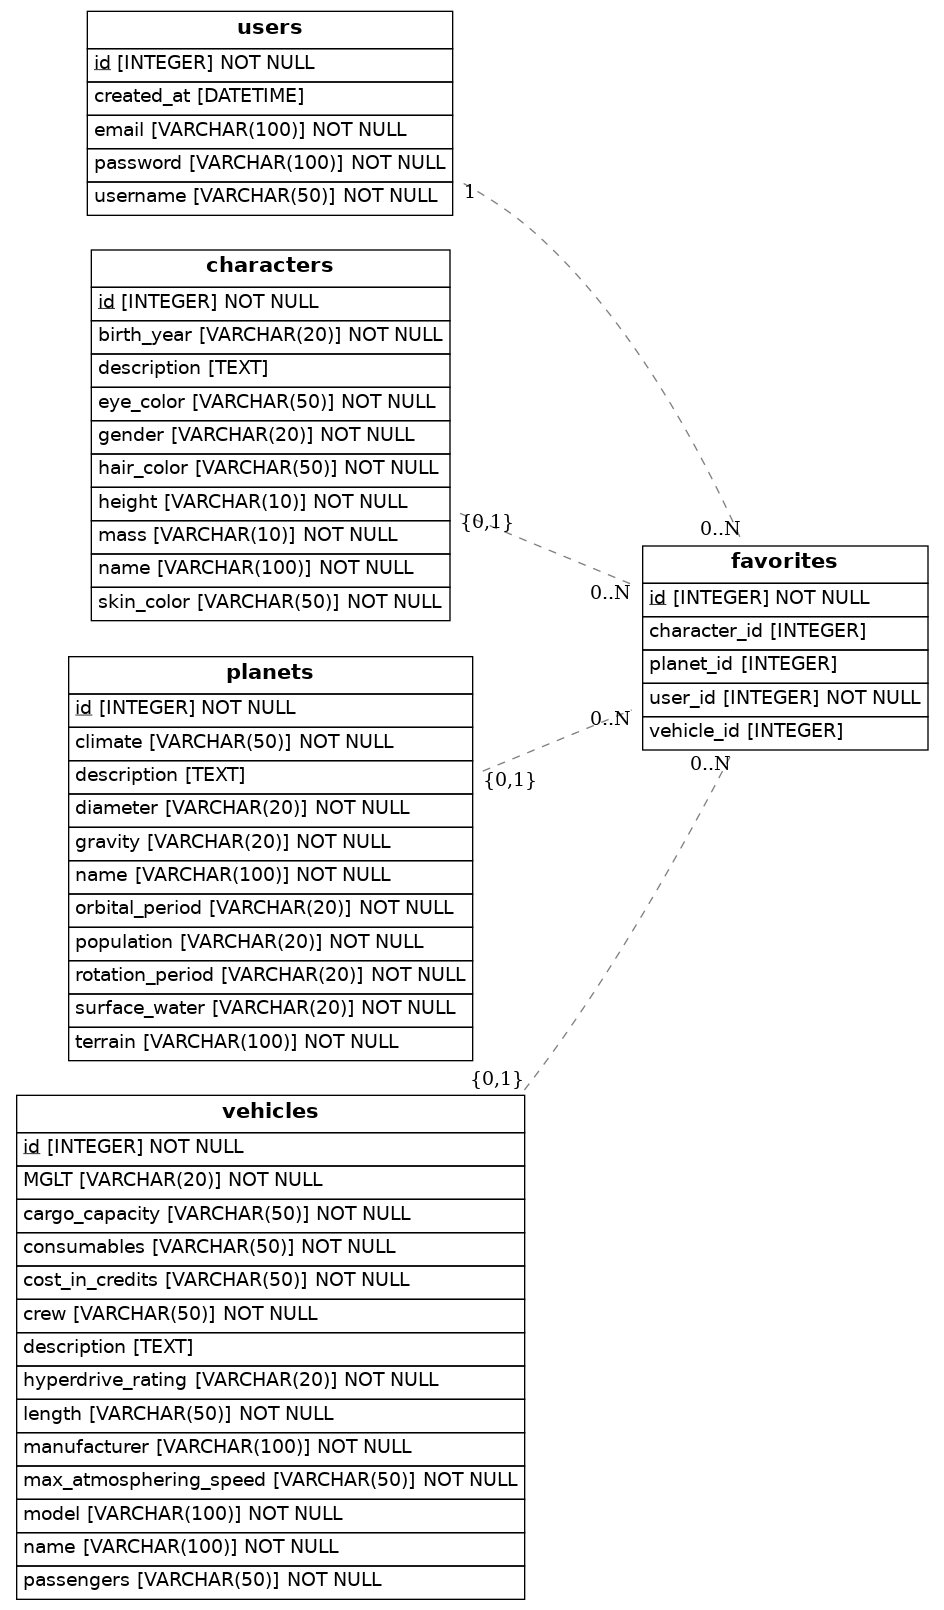 users
id [INTEGER] NOT NULL
created_at [DATETIME]
email [VARCHAR(100)] NOT NULL
password [VARCHAR(100)] NOT NULL
username [VARCHAR(50)] NOT NULL
1
characters
id [INTEGER] NOT NULL
birth_year [VARCHAR(20)] NOT NULL
description [TEXT]
eye_color [VARCHAR(50)] NOT NULL
gender [VARCHAR(20)] NOT NULL
hair_color [VARCHAR(50)] NOT NULL
height [VARCHAR(10)] NOT NULL
mass [VARCHAR(10)] NOT NULL
name [VARCHAR(100)] NOT NULL
skin_color [VARCHAR(50)] NOT NULL
{0,1}
0..N
0..N
favorites
id [INTEGER] NOT NULL
character_id [INTEGER]
planet_id [INTEGER]
user_id [INTEGER] NOT NULL
vehicle_id [INTEGER]
0..N
0..N
planets
id [INTEGER] NOT NULL
climate [VARCHAR(50)] NOT NULL
description [TEXT]
diameter [VARCHAR(20)] NOT NULL
gravity [VARCHAR(20)] NOT NULL
name [VARCHAR(100)] NOT NULL
orbital_period [VARCHAR(20)] NOT NULL
population [VARCHAR(20)] NOT NULL
rotation_period [VARCHAR(20)] NOT NULL
surface_water [VARCHAR(20)] NOT NULL
terrain [VARCHAR(100)] NOT NULL
{0,1}
{0,1}
vehicles
id [INTEGER] NOT NULL
MGLT [VARCHAR(20)] NOT NULL
cargo_capacity [VARCHAR(50)] NOT NULL
consumables [VARCHAR(50)] NOT NULL
cost_in_credits [VARCHAR(50)] NOT NULL
crew [VARCHAR(50)] NOT NULL
description [TEXT]
hyperdrive_rating [VARCHAR(20)] NOT NULL
length [VARCHAR(50)] NOT NULL
manufacturer [VARCHAR(100)] NOT NULL
max_atmosphering_speed [VARCHAR(50)] NOT NULL
model [VARCHAR(100)] NOT NULL
name [VARCHAR(100)] NOT NULL
passengers [VARCHAR(50)] NOT NULL